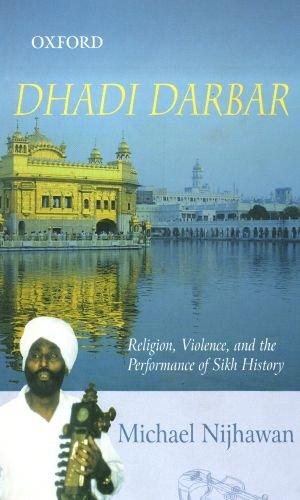 OXFORD
DHADI DARBAR
Religion, Violence, and the
Performance of Sikh History
Michael Nijhawan